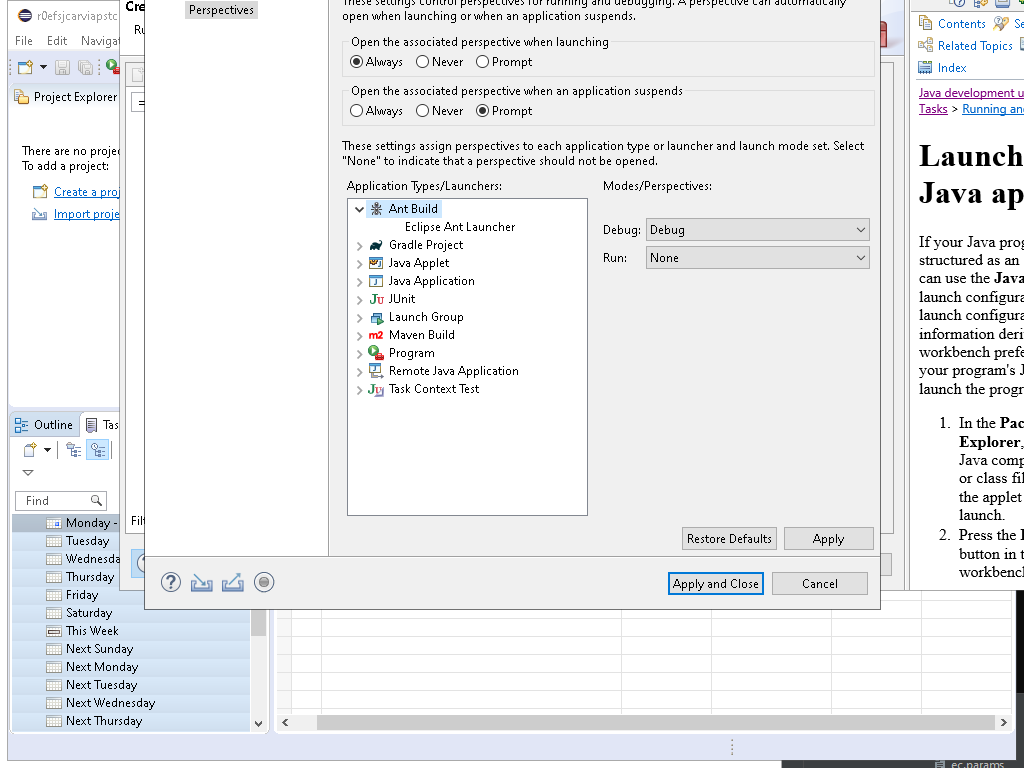 r0efsjcarviapstc
File Edit Navigat
Project Explorer
There are no proje
To add a project:
Create a proj
Import proje
Outline
Tas
Find
Monday -
Tuesday
Wednesda
Thursday
Friday
Saturday
This Week
Next Sunday
Next Monday
Next Tuesday
Next Wednesday
Next Thursday
Cre
Ru
Filt
Perspectives
These settings control perspectives for running and debugging. A perspective can automatically
open when launching or when an application suspends.
Open the associated perspective when launching
Always Never Prompt
Open the associated perspective when an application suspends
Always Never Prompt
These settings assign perspectives to each application type or launcher and launch mode set. Select
"None" to indicate that a perspective should not be opened.
Application Types/Launchers:
Ant Build
Eclipse Ant Launcher
Gradle Project
Java Applet
Java Application
JUnit
Launch Group
Maven Build
Program
Remote Java Application
Task Context Test
Modes/Perspectives:
Debug: Debug
Run: None
Restore Defaults Apply
Apply and Close Cancel
Contents Se
Related Topics
Index
Java development u
Tasks > Running and
Launch
Java ap
If your Java prog
structured as an
can use the Java
launch configura
launch configura
information deri
workbench prefe
your program's J
launch the progr
1. In the Pac
Explorer,
Java comp
or class fil
the applet
launch.
2. Press the
button in t
workbench
ec.params